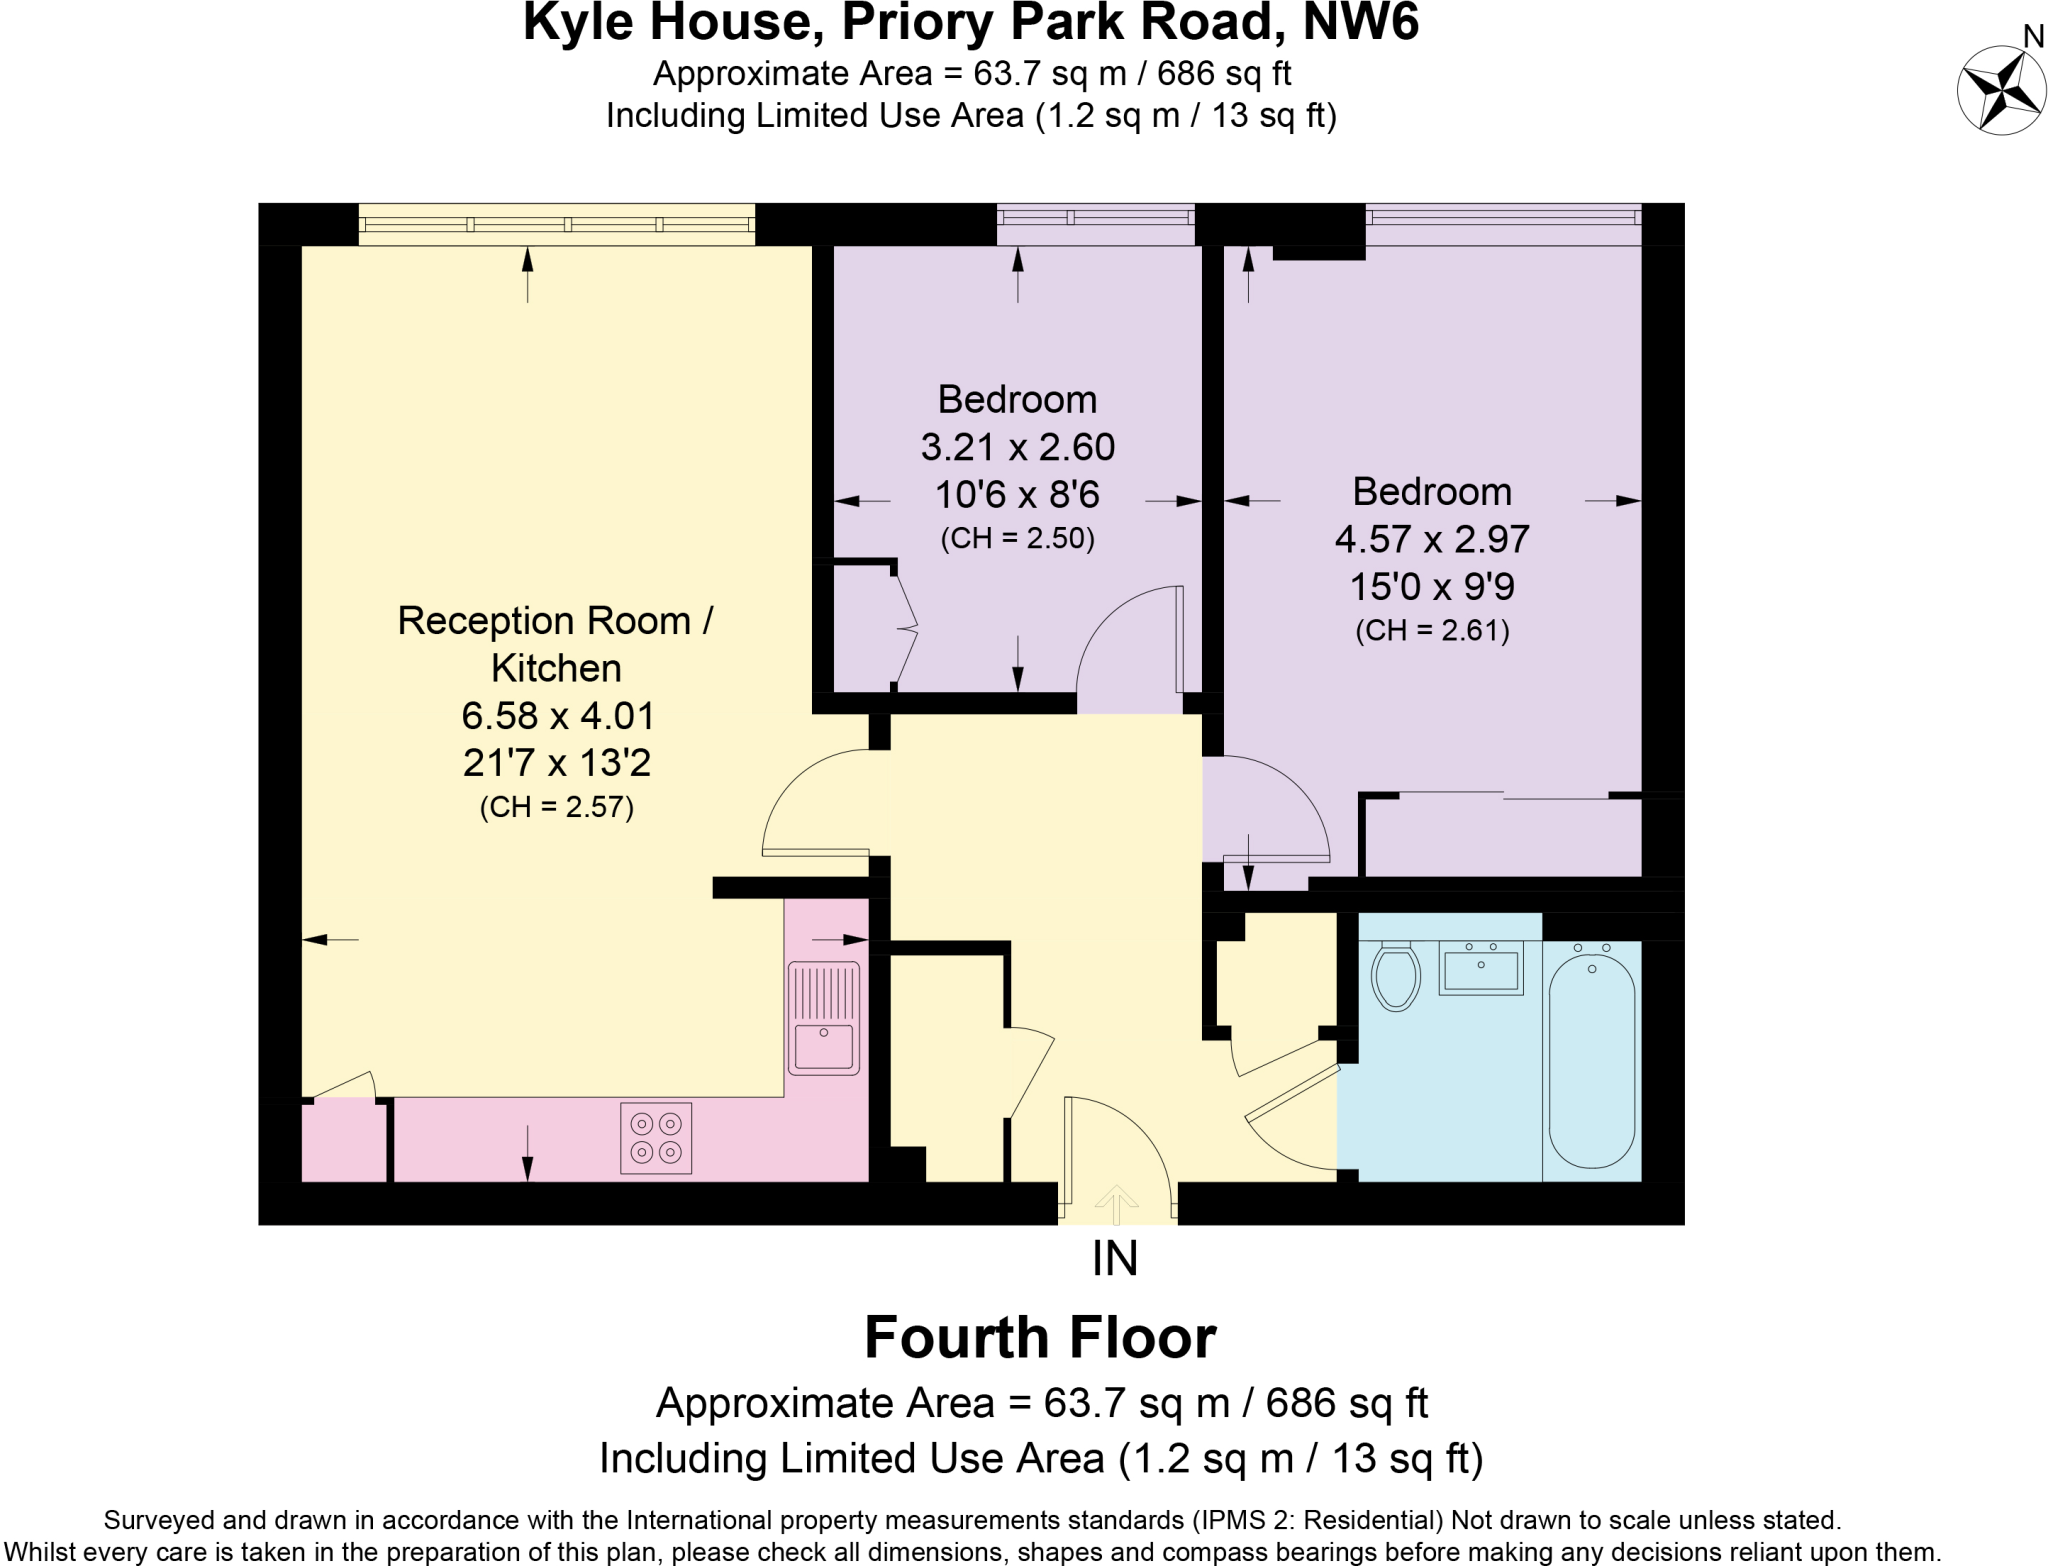 Kyle House, Priory Park Road, NW6
Approximate Area = 63.7 sq m / 686 sq ft
Including Limited Use Area (1.2 sq m / 13 sq ft)
N
Bedroom
3.21 x 2.60
10'6 x 8'6
(CH = 2.50)
Bedroom
4.57 x 2.97
15'0 x 9'9
(CH = 2.61)
Reception Room /
Kitchen
6.58 x 4.01
21'7 x 13'2
(CH = 2.57)
IN
Fourth Floor
Approximate Area = 63.7 sq m / 686 sq ft
Including Limited Use Area (1.2 sq m / 13 sq ft)
Surveyed and drawn in accordance with the International property measurements standards (IPMS 2: Residential) Not drawn to scale unless stated.
Whilst every care is taken in the preparation of this plan, please check all dimensions, shapes and compass bearings before making any decisions reliant upon them.